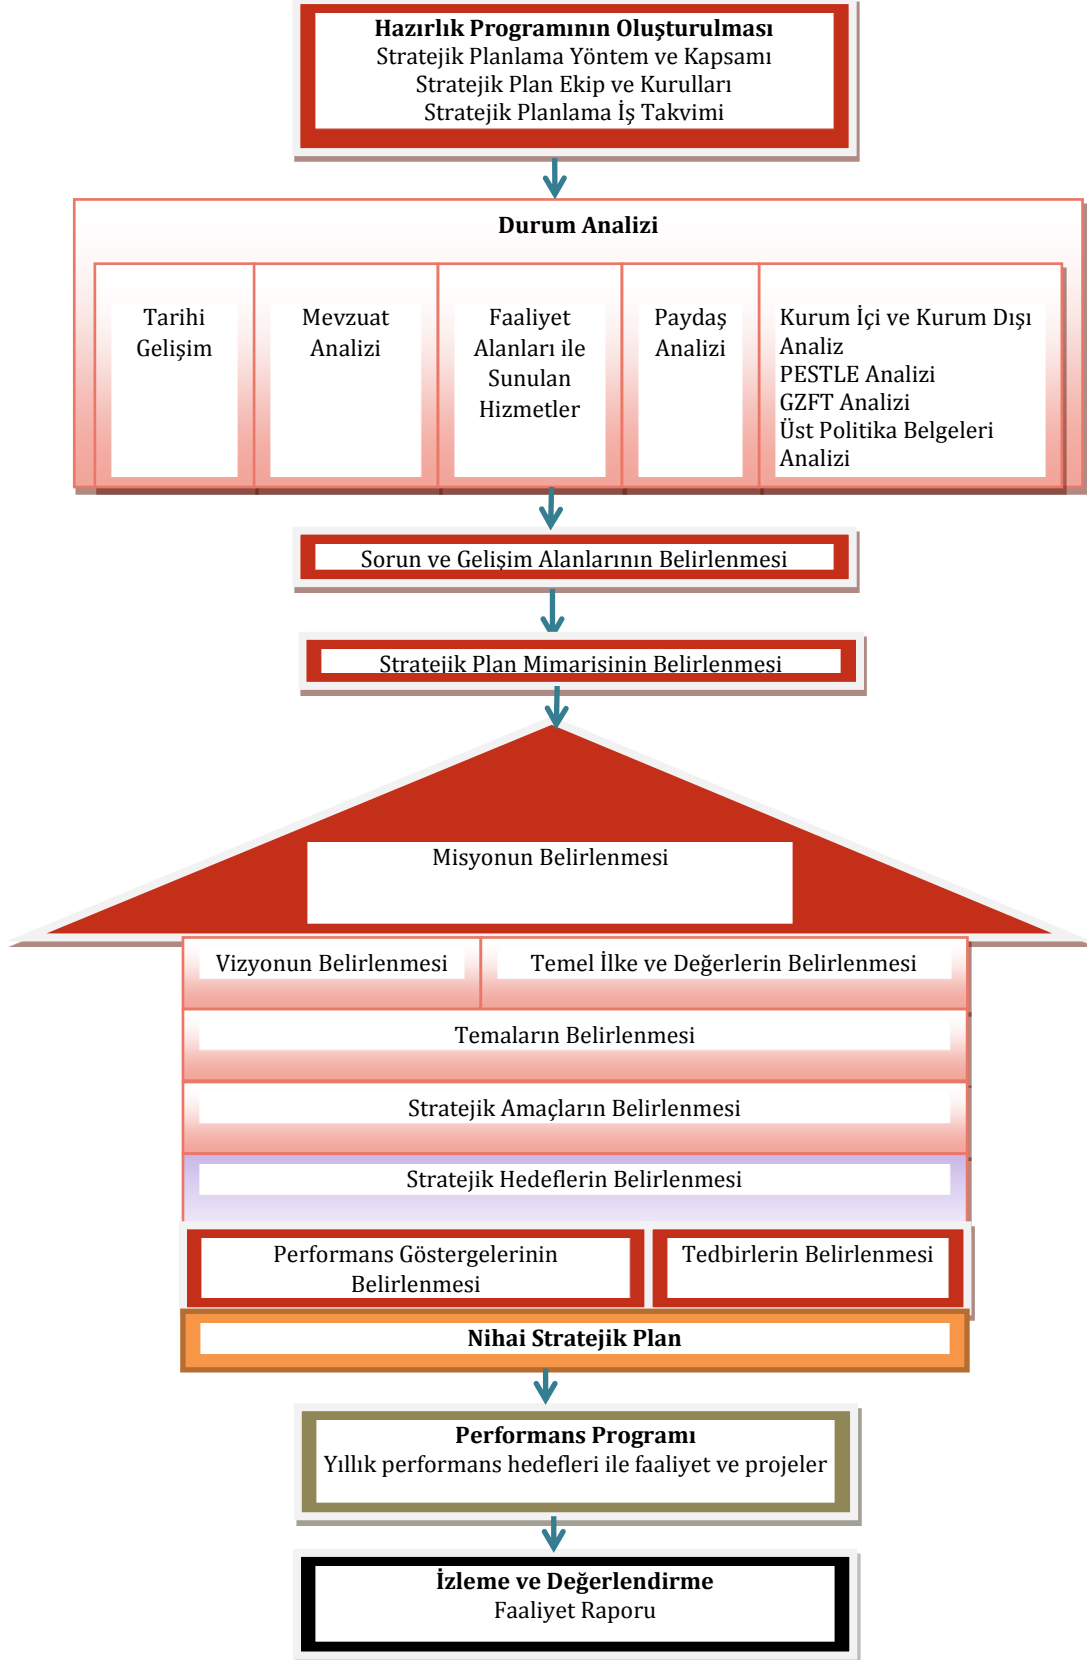 Hazırlık Programının Oluşturulması
Stratejik Planlama Yöntem ve Kapsamı
Stratejik Plan Ekip ve Kurulları
Stratejik Planlama İş Takvimi
Durum Analizi
Tarihi
Gelişim
Mevzuat
Analizi
Faaliyet
Alanları ile
Sunulan
Hizmetler
Paydaş
Analizi
Kurum İçi ve Kurum Dışı
Analiz
PESTLE Analizi
GZFT Analizi
Üst Politika Belgeleri
Analizi
Sorun ve Gelişim Alanlarının Belirlenmesi
Stratejik Plan Mimarisinin Belirlenmesi
Misyonun Belirlenmesi
Vizyonun Belirlenmesi
Temel İlke ve Değerlerin Belirlenmesi
Temaların Belirlenmesi
Stratejik Amaçların Belirlenmesi
Stratejik Hedeflerin Belirlenmesi
Performans Göstergelerinin
Belirlenmesi
Tedbirlerin Belirlenmesi
Nihai Stratejik Plan
Performans Programı
Yıllık performans hedefleri ile faaliyet ve projeler
İzleme ve Değerlendirme
Faaliyet Raporu